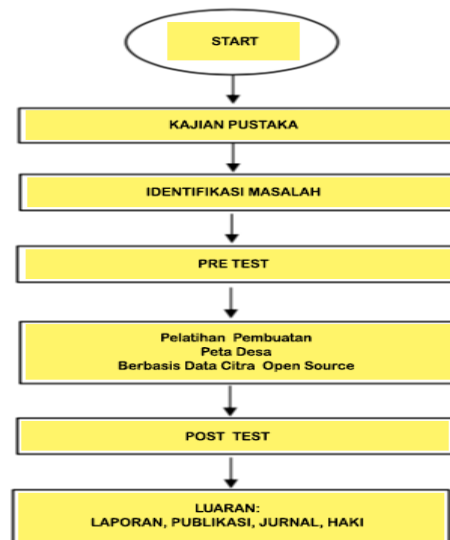 START
KAJIAN PUSTAKA
IDENTIFIKASI MASALAH
PRE TEST
Pelatihan Pembuatan
Peta Desa
Berbasis Data Citra Open Source
POST TEST
LUARAN:
LAPORAN, PUBLIKASI, JURNAL, HAKI